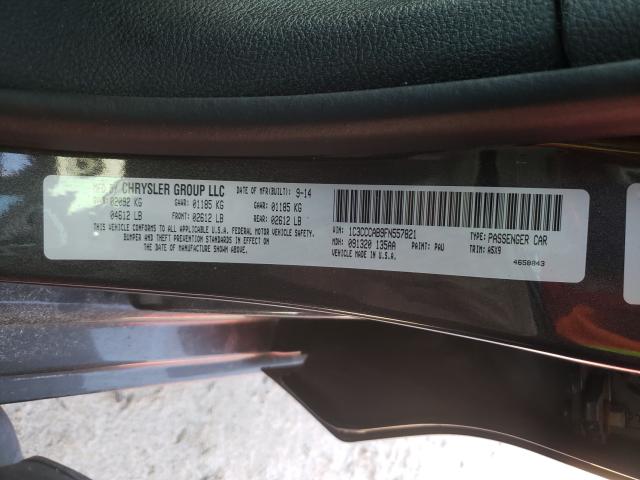 MFD BY CHRYSLER GROUP LLC DATE OF MFR(BUILT): 9-14
02092 KG GAWR: 01185 KG GAWR: 01185 KG
04612 LB FRONT: 02612 LB REAR: 02612 LB
THIS VEHICLE CONFORMS TO ALL APPLICABLE U.S.A. FEDERAL MOTOR VEHICLE SAFETY,
BUMPER AND THEFT PREVENTION STANDARDS IN EFFECT ON
THE DATE OF MANUFACTURE SHOWN ABOVE.
VIN: 1C3CCCAB9FN557821 TYPE: PASSENGER CAR
MDH: 091320 135AA PAINT: PAU TRIM: A5X9
VEHICLE MADE IN U.S.A. 4658843